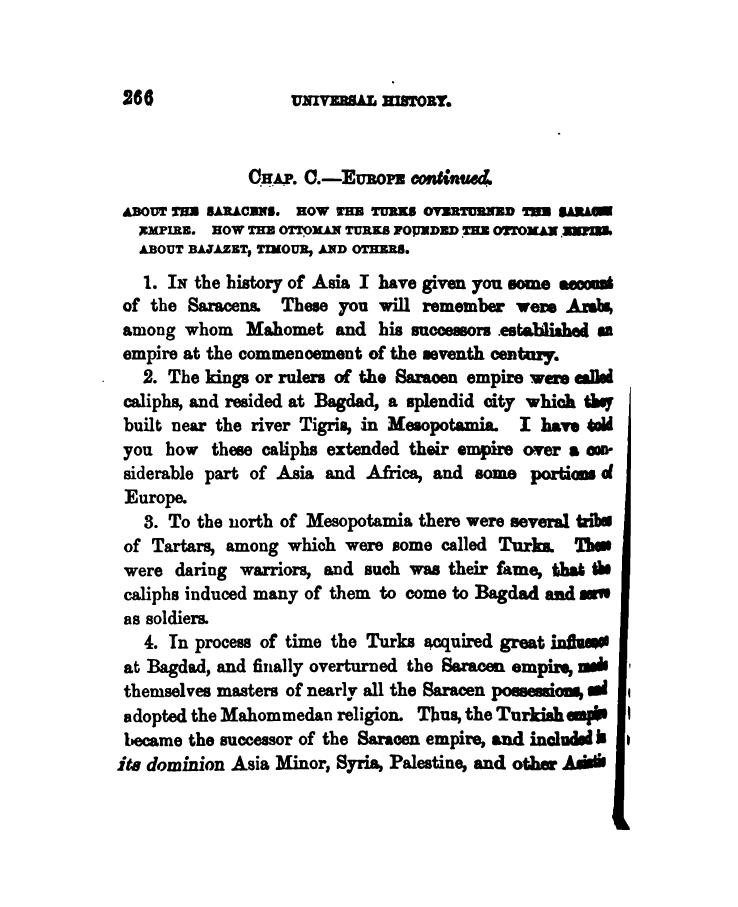 266
UNIVERSAL HISTORY.
CHAP. C.—EUROPE continued.
ABOUT THE SARACENS. HOW THE TURKS OVERTURNED THE SARACEN
EMPIRE. HOW THE OTTOMAN TURKS FOUNDED THE OTTOMAN EMPIRE.
ABOUT BAJAZET, TIMOUR, AND OTHERS.
1. IN the history of Asia I have given you some account
of the Saracens. These you will remember were Arabs,
among whom Mahomet and his successors established an
empire at the commencement of the seventh century.
2. The kings or rulers of the Saracen empire were called
caliphs, and resided at Bagdad, a splendid city which they
built near the river Tigris, in Mesopotamia. I have told
you how these caliphs extended their empire over a con-
siderable part of Asia and Africa, and some portions of
Europe.
3. To the north of Mesopotamia there were several tribes
of Tartars, among which were some called Turks. These
were daring warriors, and such was their fame, that the
caliphs induced many of them to come to Bagdad and serve
as soldiers.
4. In process of time the Turks acquired great influence
at Bagdad, and finally overturned the Saracen empire, made
themselves masters of nearly all the Saracen possessions, and
adopted the Mahommedan religion. Thus, the Turkish empire
became the successor of the Saracen empire, and included in
its dominion Asia Minor, Syria, Palestine, and other Asiatic